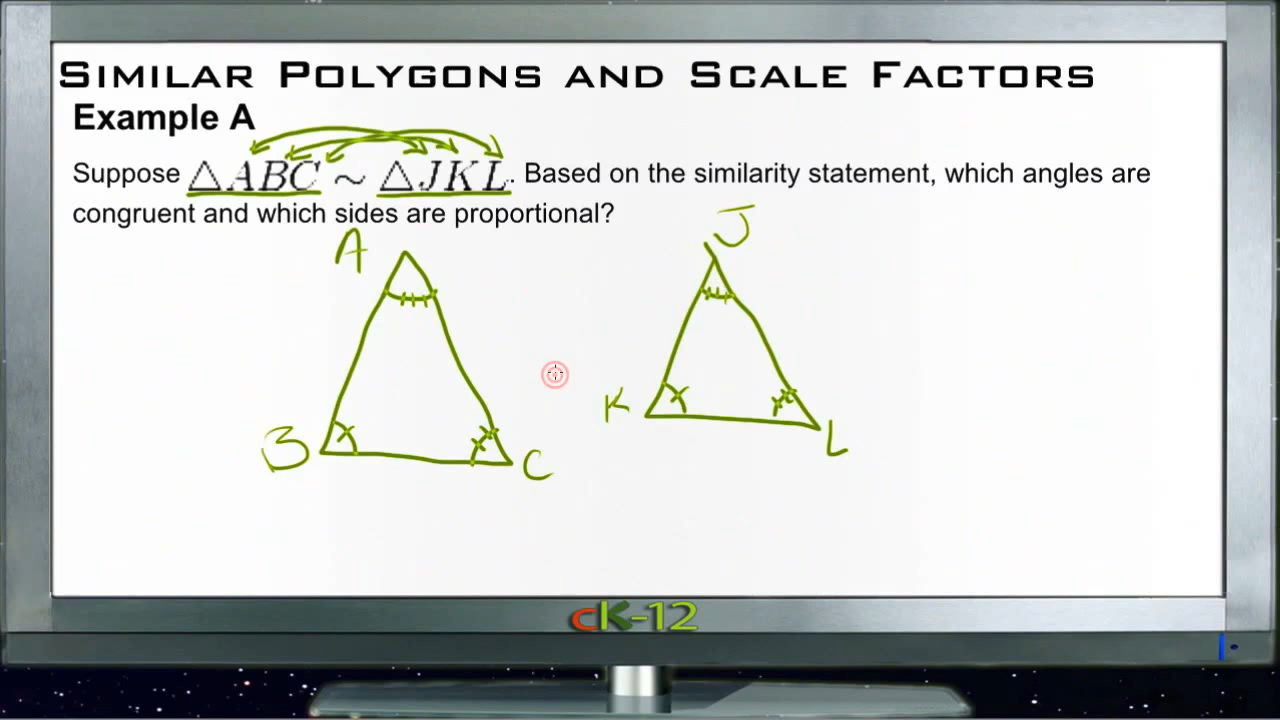 SIMILAR POLYGONS AND SCALE FACTORS
Example A
Suppose △ABC ~ △JKL. Based on the similarity statement, which angles are
congruent and which sides are proportional?
A
J
B
C
K
L
cK-12